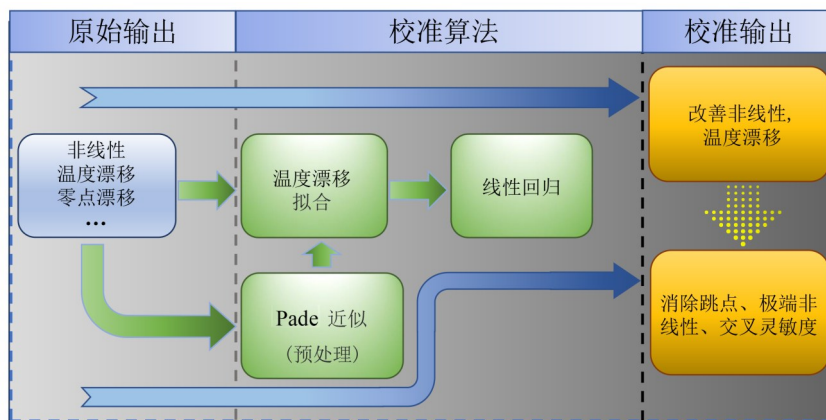 原始输出
校准算法
校准输出
非线性
温度漂移
零点漂移
...
温度漂移
拟合
线性回归
Pade 近似
(预处理)
改善非线性,
温度漂移
消除跳点、极端非
线性、交叉灵敏度